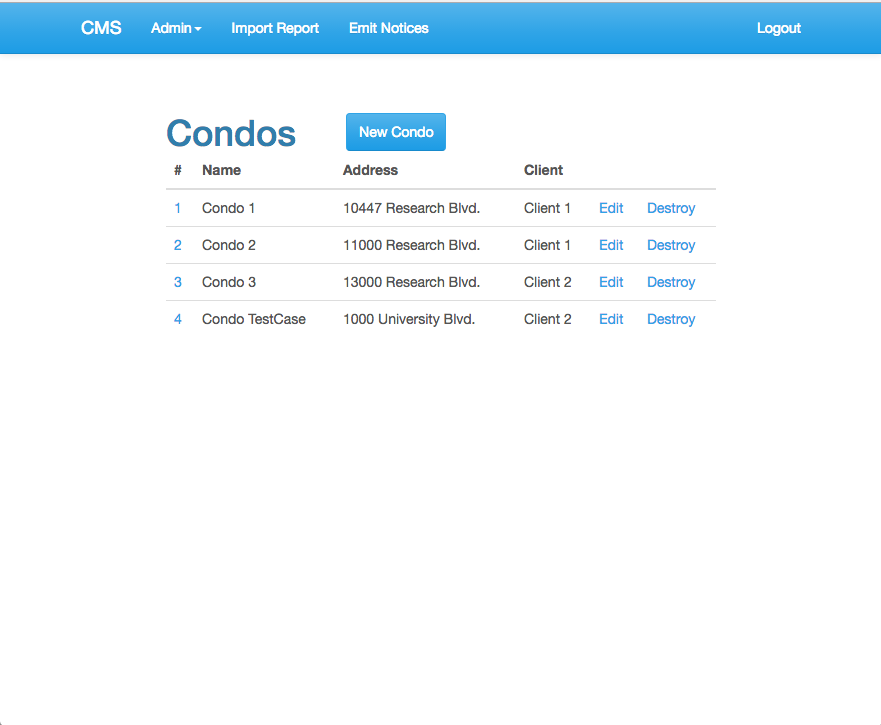 CMS Admin Import Report Emit Notices Logout
Condos New Condo
# Name Address Client
1 Condo 1 10447 Research Blvd. Client 1 Edit Destroy
2 Condo 2 11000 Research Blvd. Client 1 Edit Destroy
3 Condo 3 13000 Research Blvd. Client 2 Edit Destroy
4 Condo TestCase 1000 University Blvd. Client 2 Edit Destroy